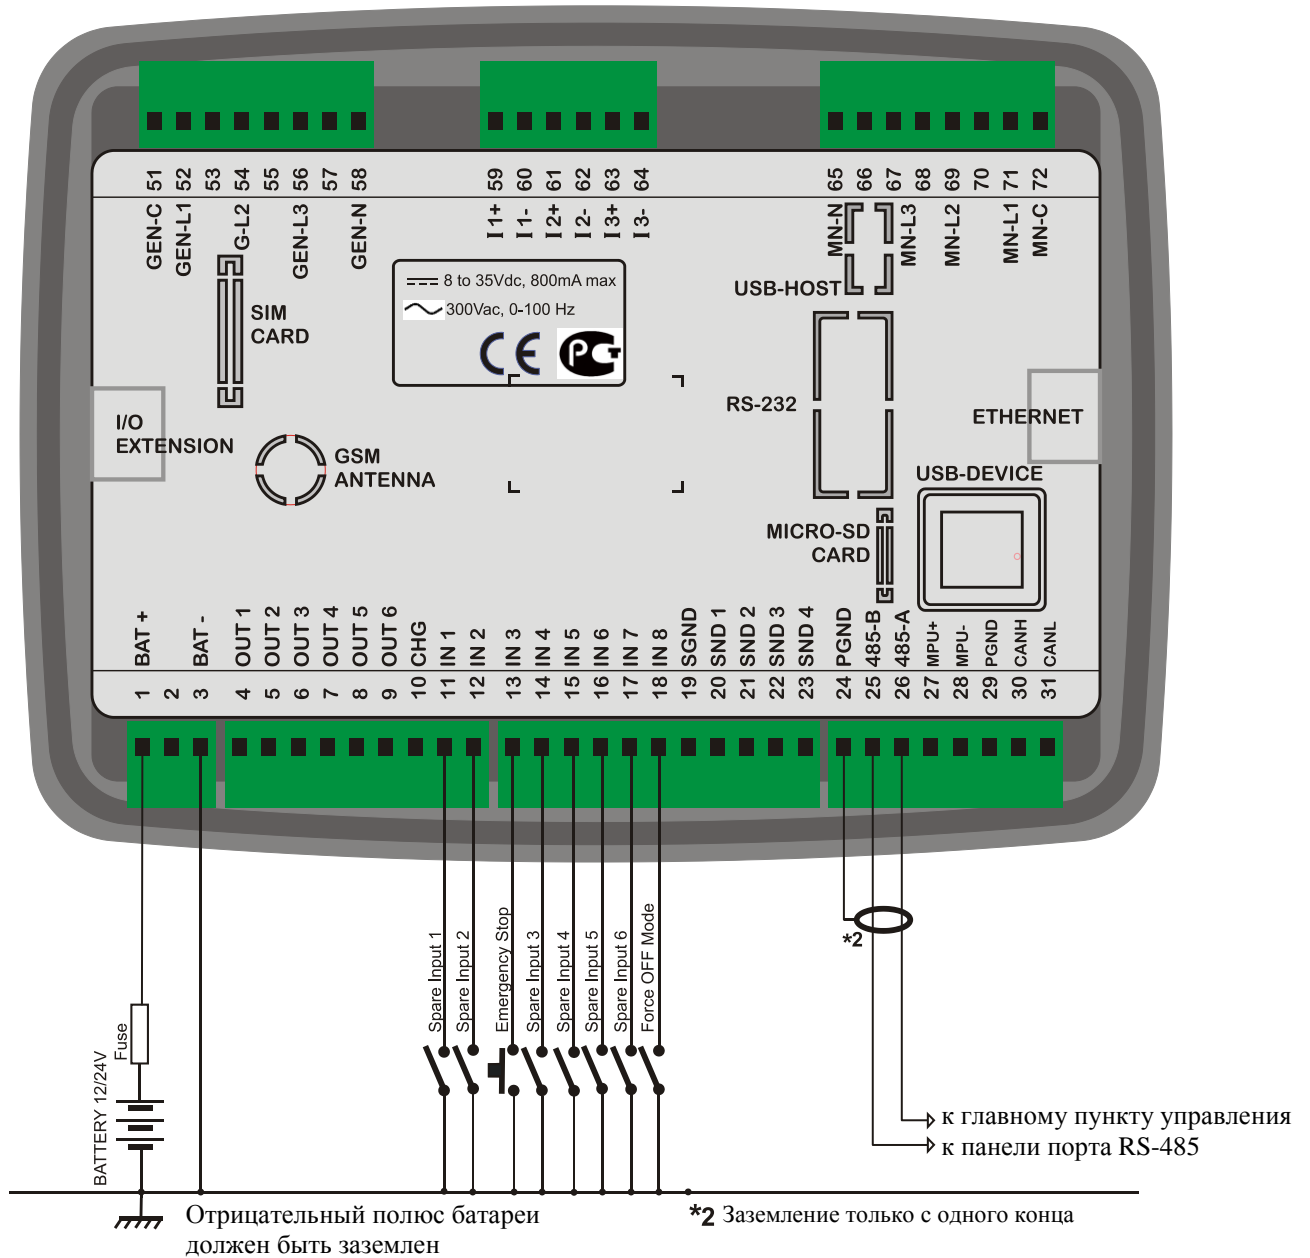 51 52 53 54 55 56 57 58
59 60 61 62 63 64
65 66 67 68 69 70 71 72
GEN-C GEN-L1 G-L2 GEN-L3 GEN-N
I1+ I1- I2+ I2- I3+ I3-
MN-N MN-L3 MN-L2 MN-L1 MN-C
8 to 35Vdc, 800mA max
300Vac, 0-100 Hz
CE
PCT
SIM
CARD
USB-HOST
RS-232
I/O
EXTENSION
GSM
ANTENNA
ETHERNET
USB-DEVICE
MICRO-SD
CARD
BAT + BAT - OUT 1 OUT 2 OUT 3 OUT 4 OUT 5 OUT 6 CHG IN 1 IN 2 IN 3 IN 4 IN 5 IN 6 IN 7 IN 8 SGND SND 1 SND 2 SND 3 SND 4 PGND 485-B 485-A MPU+ MPU- PGND CANH CANL
1 2 3 4 5 6 7 8 9 10 11 12 13 14 15 16 17 18 19 20 21 22 23 24 25 26 27 28 29 30 31
BATTERY 12/24V
Fuse
Spare Input 1
Spare Input 2
Emergency Stop
Spare Input 3
Spare Input 4
Spare Input 5
Spare Input 6
Force OFF Mode
*2
к главному пункту управления
к панели порта RS-485
Отрицательный полюс батареи
должен быть заземлен
*2 Заземление только с одного конца